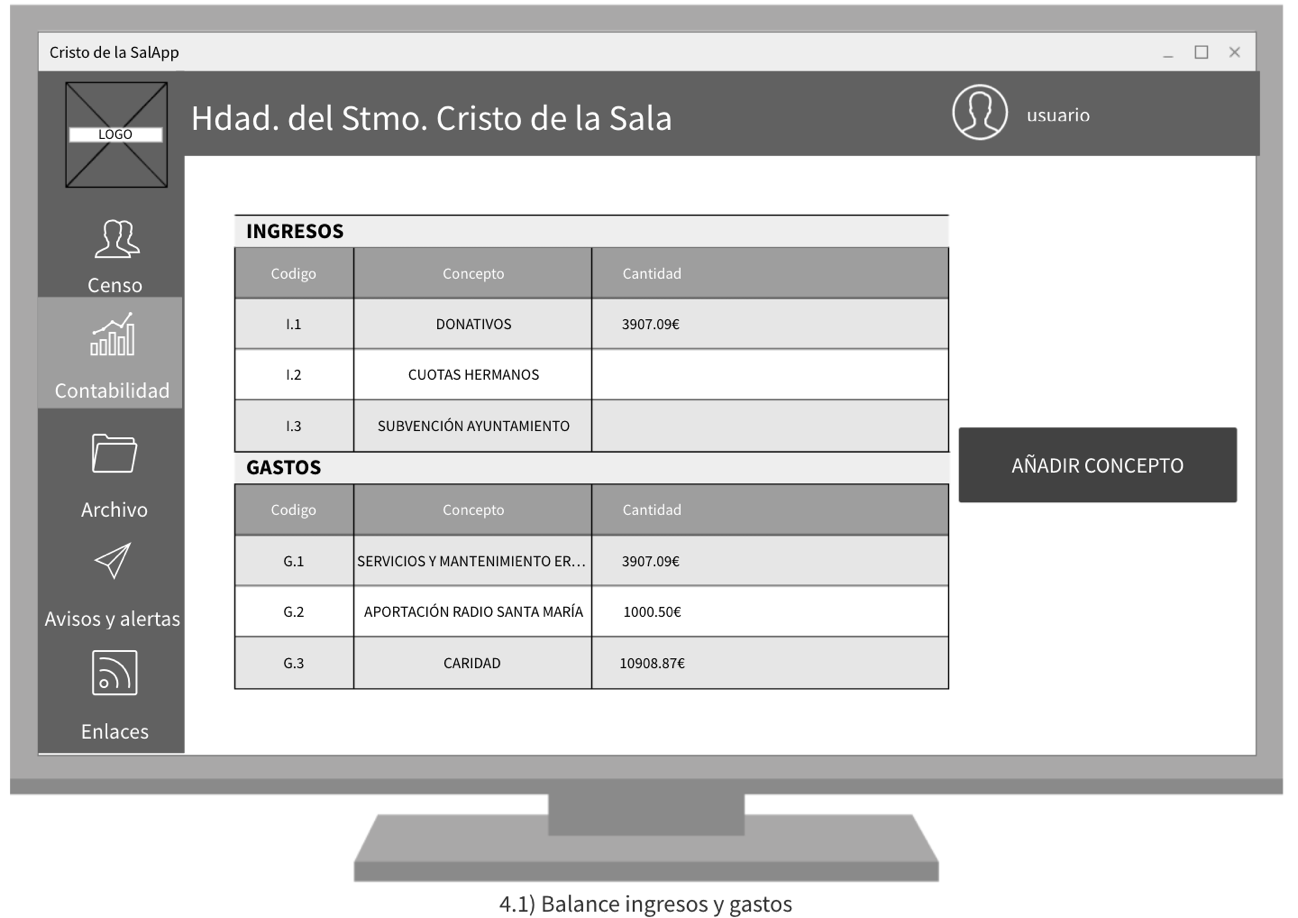 Cristo de la SalApp
LOGO
Hdad. del Stmo. Cristo de la Sala
usuario
Censo
Contabilidad
Archivo
Avisos y alertas
Enlaces
INGRESOS
Codigo Concepto Cantidad
I.1 DONATIVOS 3907.09€
I.2 CUOTAS HERMANOS
I.3 SUBVENCIÓN AYUNTAMIENTO
GASTOS
Codigo Concepto Cantidad
G.1 SERVICIOS Y MANTENIMIENTO ER... 3907.09€
G.2 APORTACIÓN RADIO SANTA MARÍA 1000.50€
G.3 CARIDAD 10908.87€
AÑADIR CONCEPTO
4.1) Balance ingresos y gastos